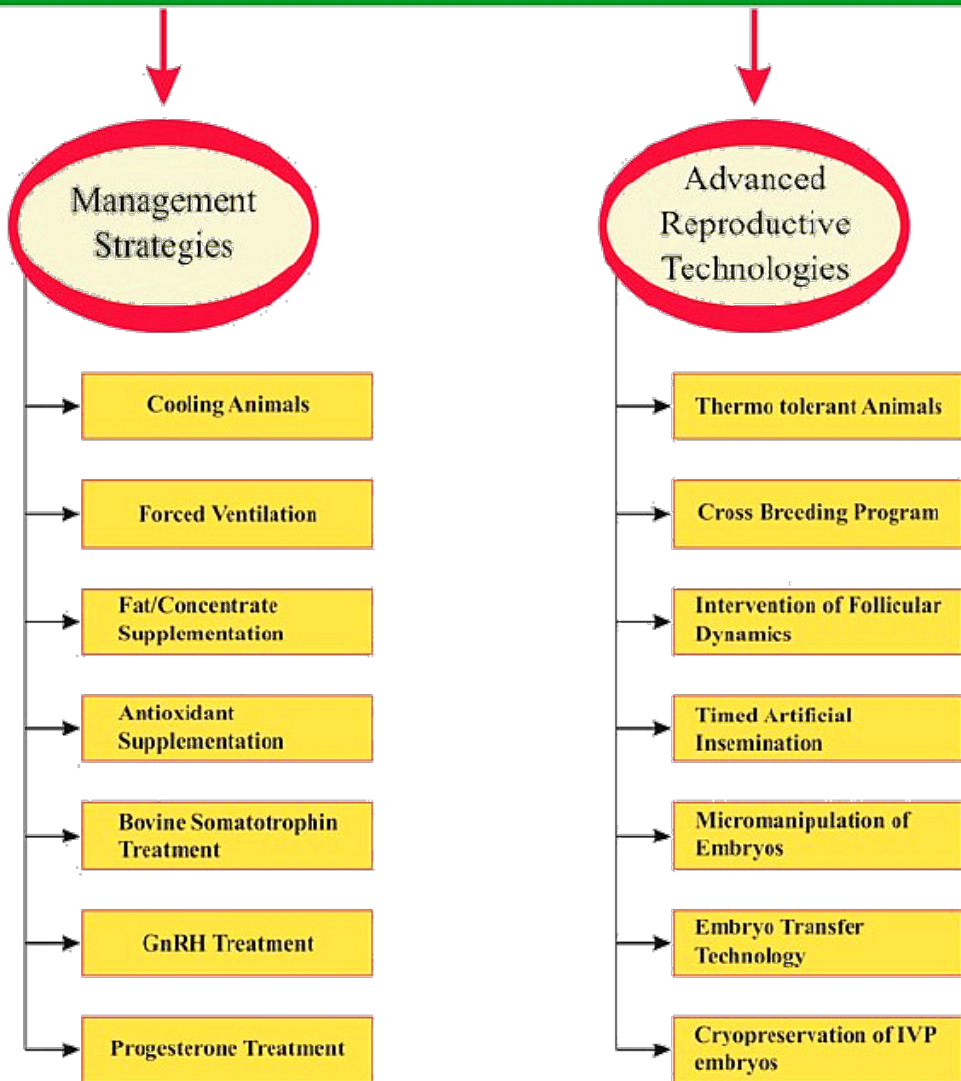 Management
Strategies
Cooling Animals
Forced Ventilation
Fat/Concentrate
Supplementation
Antioxidant
Supplementation
Bovine Somatotrophin
Treatment
GnRH Treatment
Progesterone Treatment
Advanced
Reproductive
Technologies
Thermo tolerant Animals
Cross Breeding Program
Intervention of Follicular
Dynamics
Timed Artificial
Insemination
Micromanipulation of
Embryos
Embryo Transfer
Technology
Cryopreservation of IVP
embryos